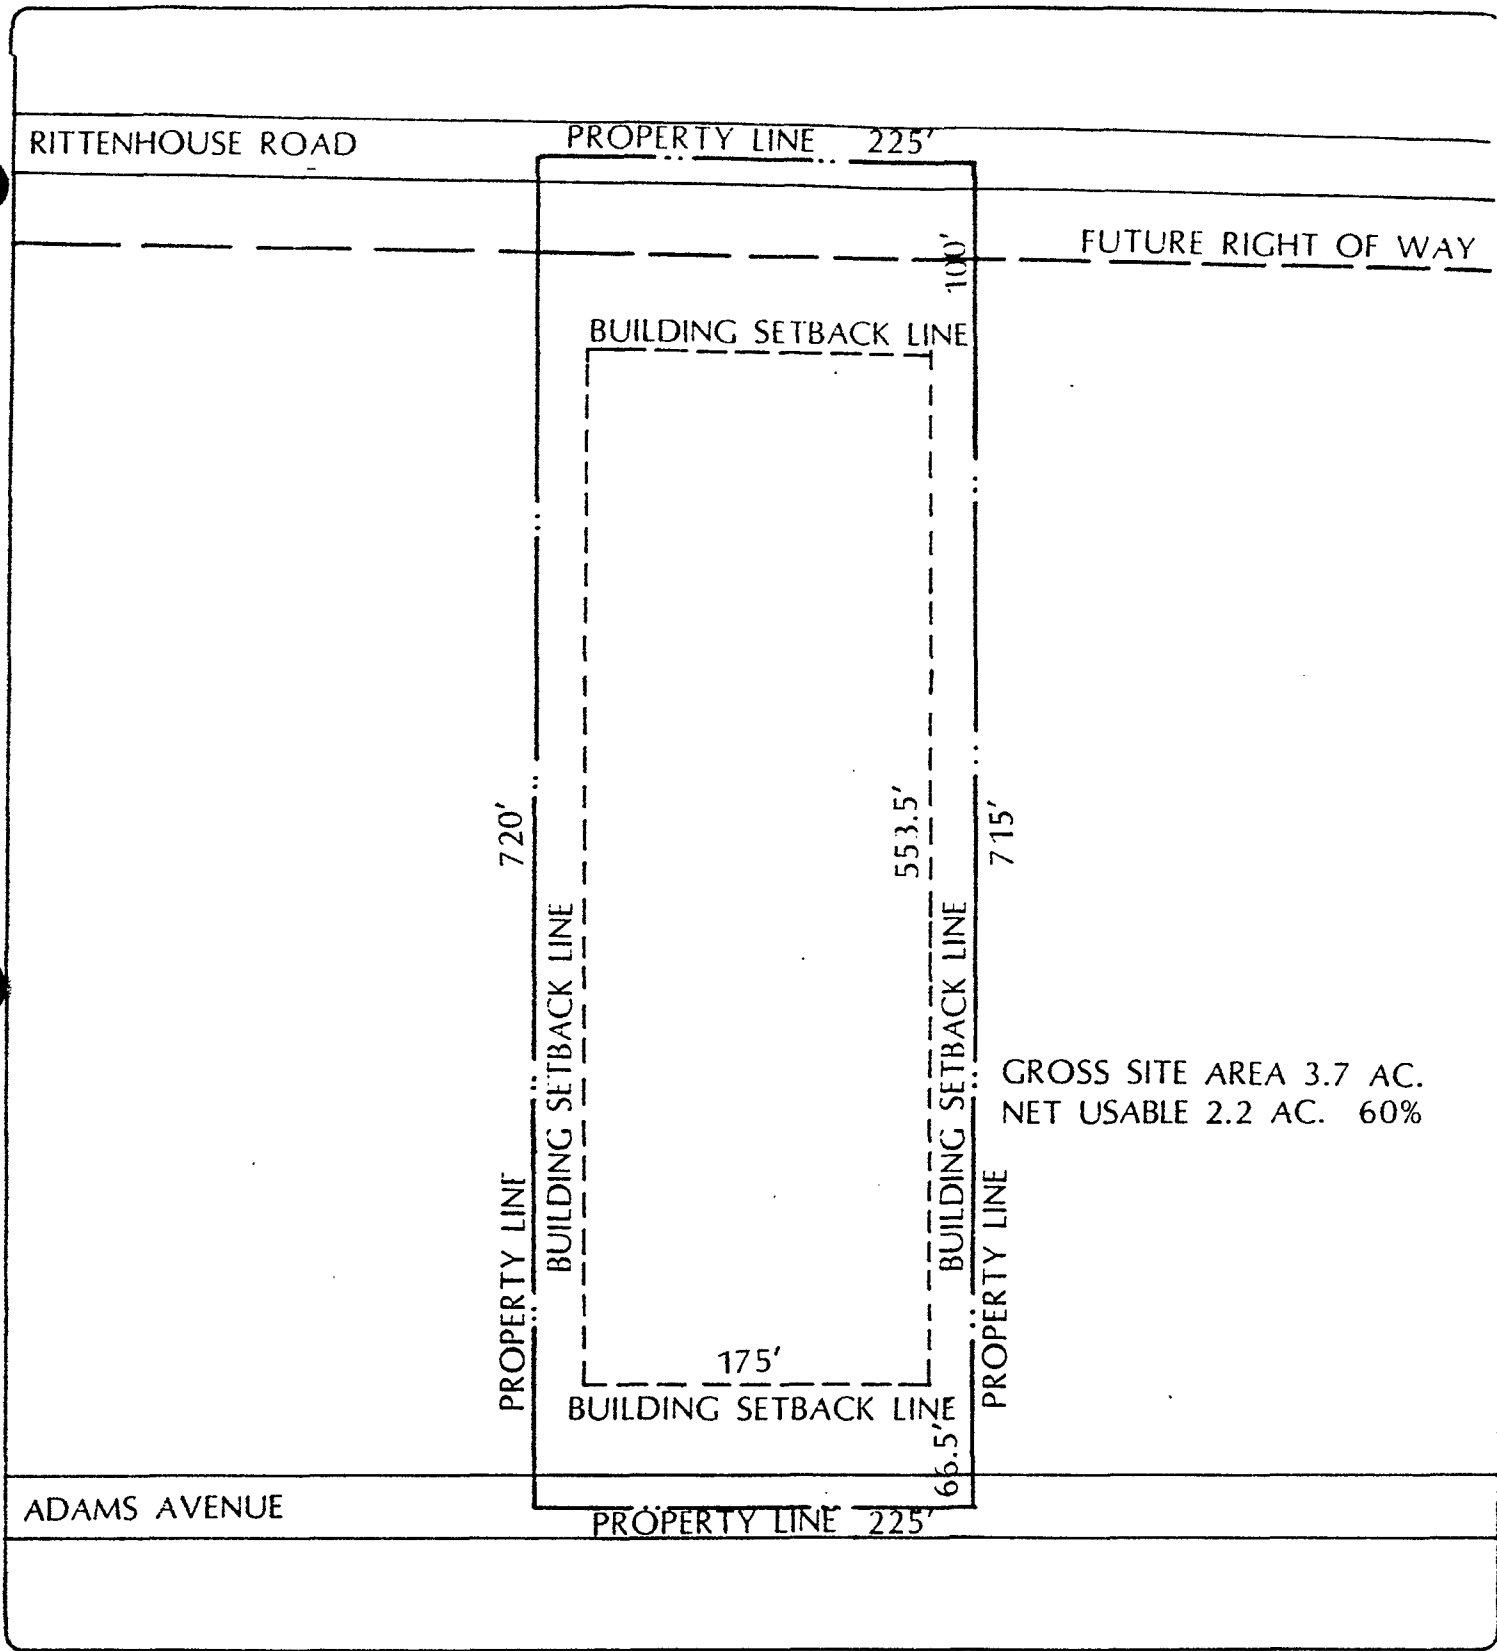 RITTENHOUSE ROAD
PROPERTY LINE 225'
100'
FUTURE RIGHT OF WAY
BUILDING SETBACK LINE
720'
553.5'
715'
BUILDING SETBACK LINE
BUILDING SETBACK LINE
GROSS SITE AREA 3.7 AC.
NET USABLE 2.2 AC. 60%
PROPERTY LINE
PROPERTY LINE
175'
BUILDING SETBACK LINE
66.5'
ADAMS AVENUE
PROPERTY LINE 225'